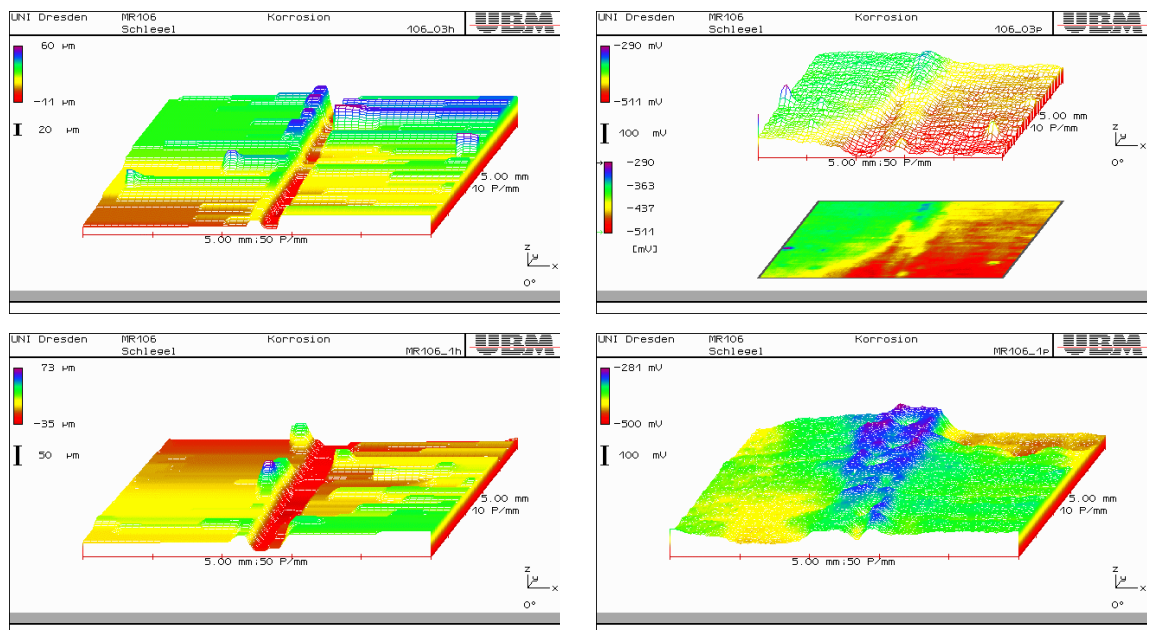 UNI Dresden MR106 Korrosion UBM
Schlegel 106_03h
60 µm
-11 µm
20 µm
5.00 mm
10 P/mm
5.00 mm;50 P/mm
z
y
x
0°
UNI Dresden MR106 Korrosion UBM
Schlegel 106_03p
-290 mV
-511 mV
100 mV
-290
-363
-437
-511
[mV]
5.00 mm
10 P/mm
5.00 mm;50 P/mm
z
y
x
0°
UNI Dresden MR106 Korrosion UBM
Schlegel MR106_1h
73 µm
-35 µm
50 µm
5.00 mm
10 P/mm
5.00 mm;50 P/mm
z
y
x
0°
UNI Dresden MR106 Korrosion UBM
Schlegel MR106_1p
-281 mV
-500 mV
100 mV
5.00 mm
10 P/mm
5.00 mm;50 P/mm
z
y
x
0°